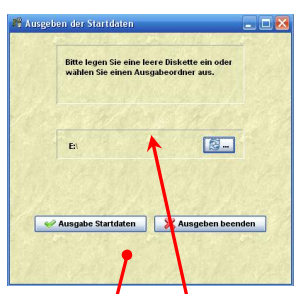 Ausgeben der Startdaten
Bitte legen Sie eine leere Diskette ein oder
wählen Sie einen Ausgabeordner aus.
E:\
...
Ausgabe Startdaten
Ausgeben beenden